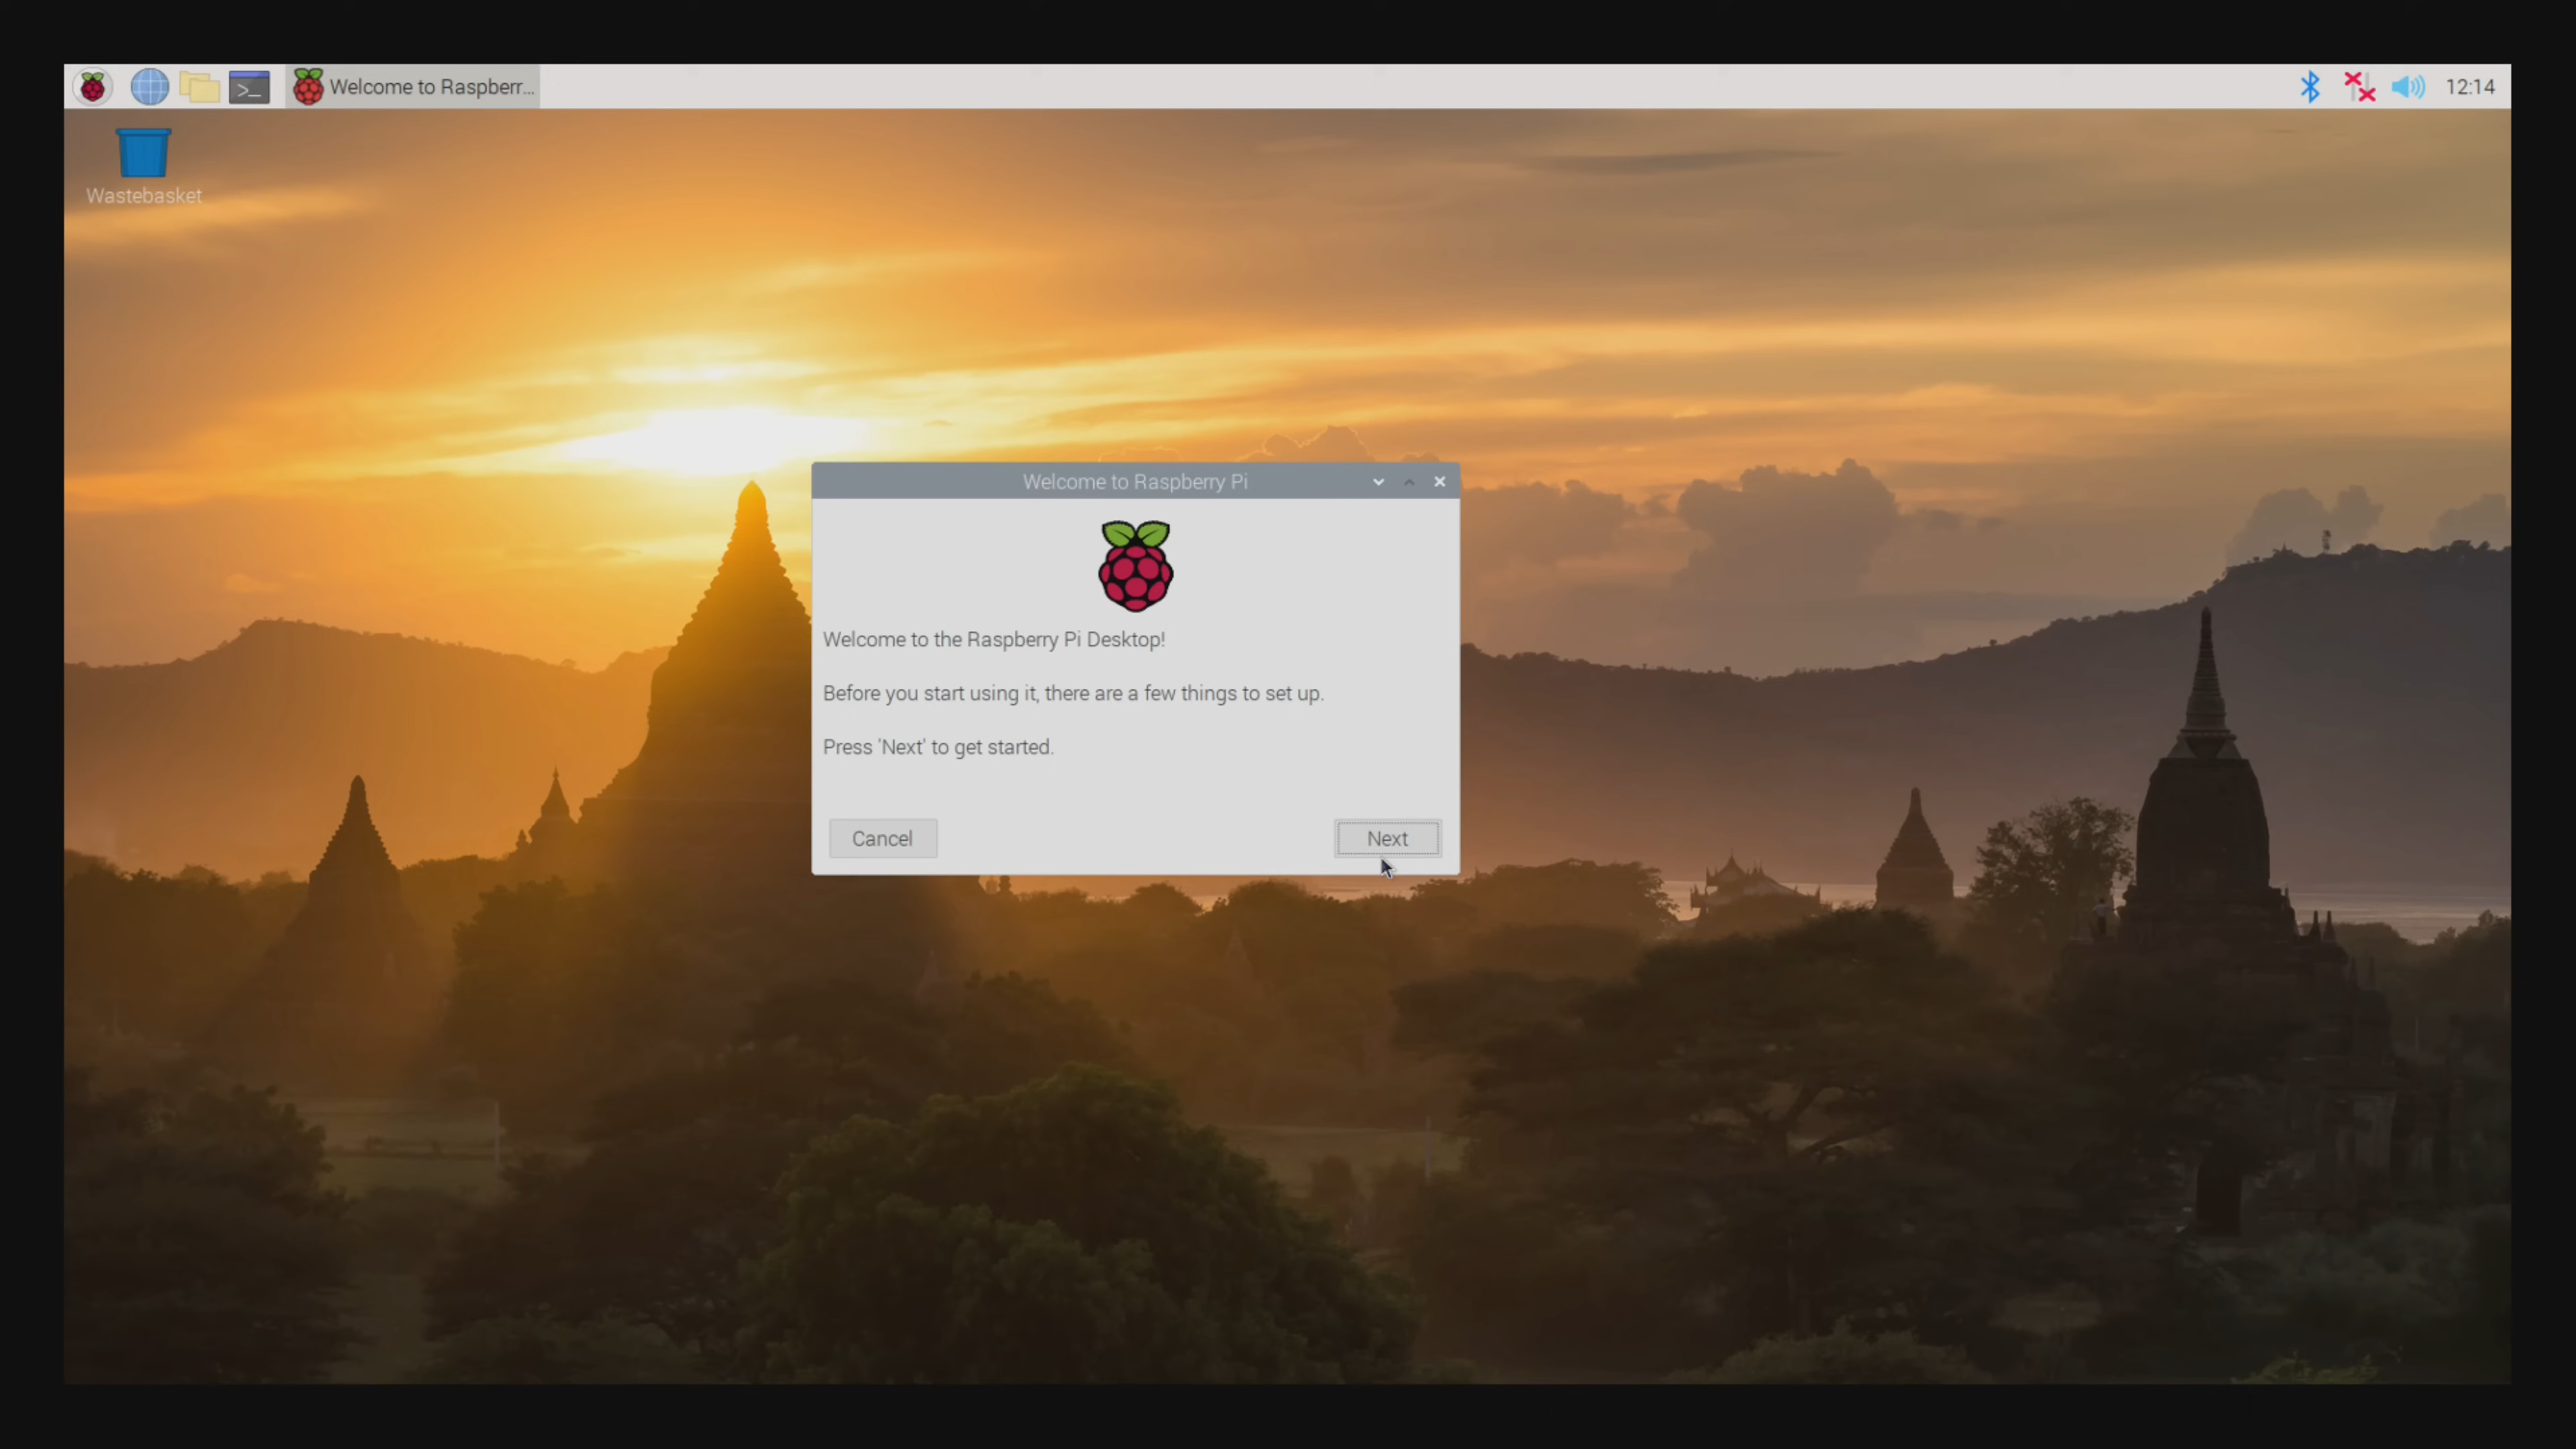 Welcome to Raspberr...
12:14
Wastebasket
Welcome to Raspberry Pi
Welcome to the Raspberry Pi Desktop!
Before you start using it, there are a few things to set up.
Press 'Next' to get started.
Cancel
Next